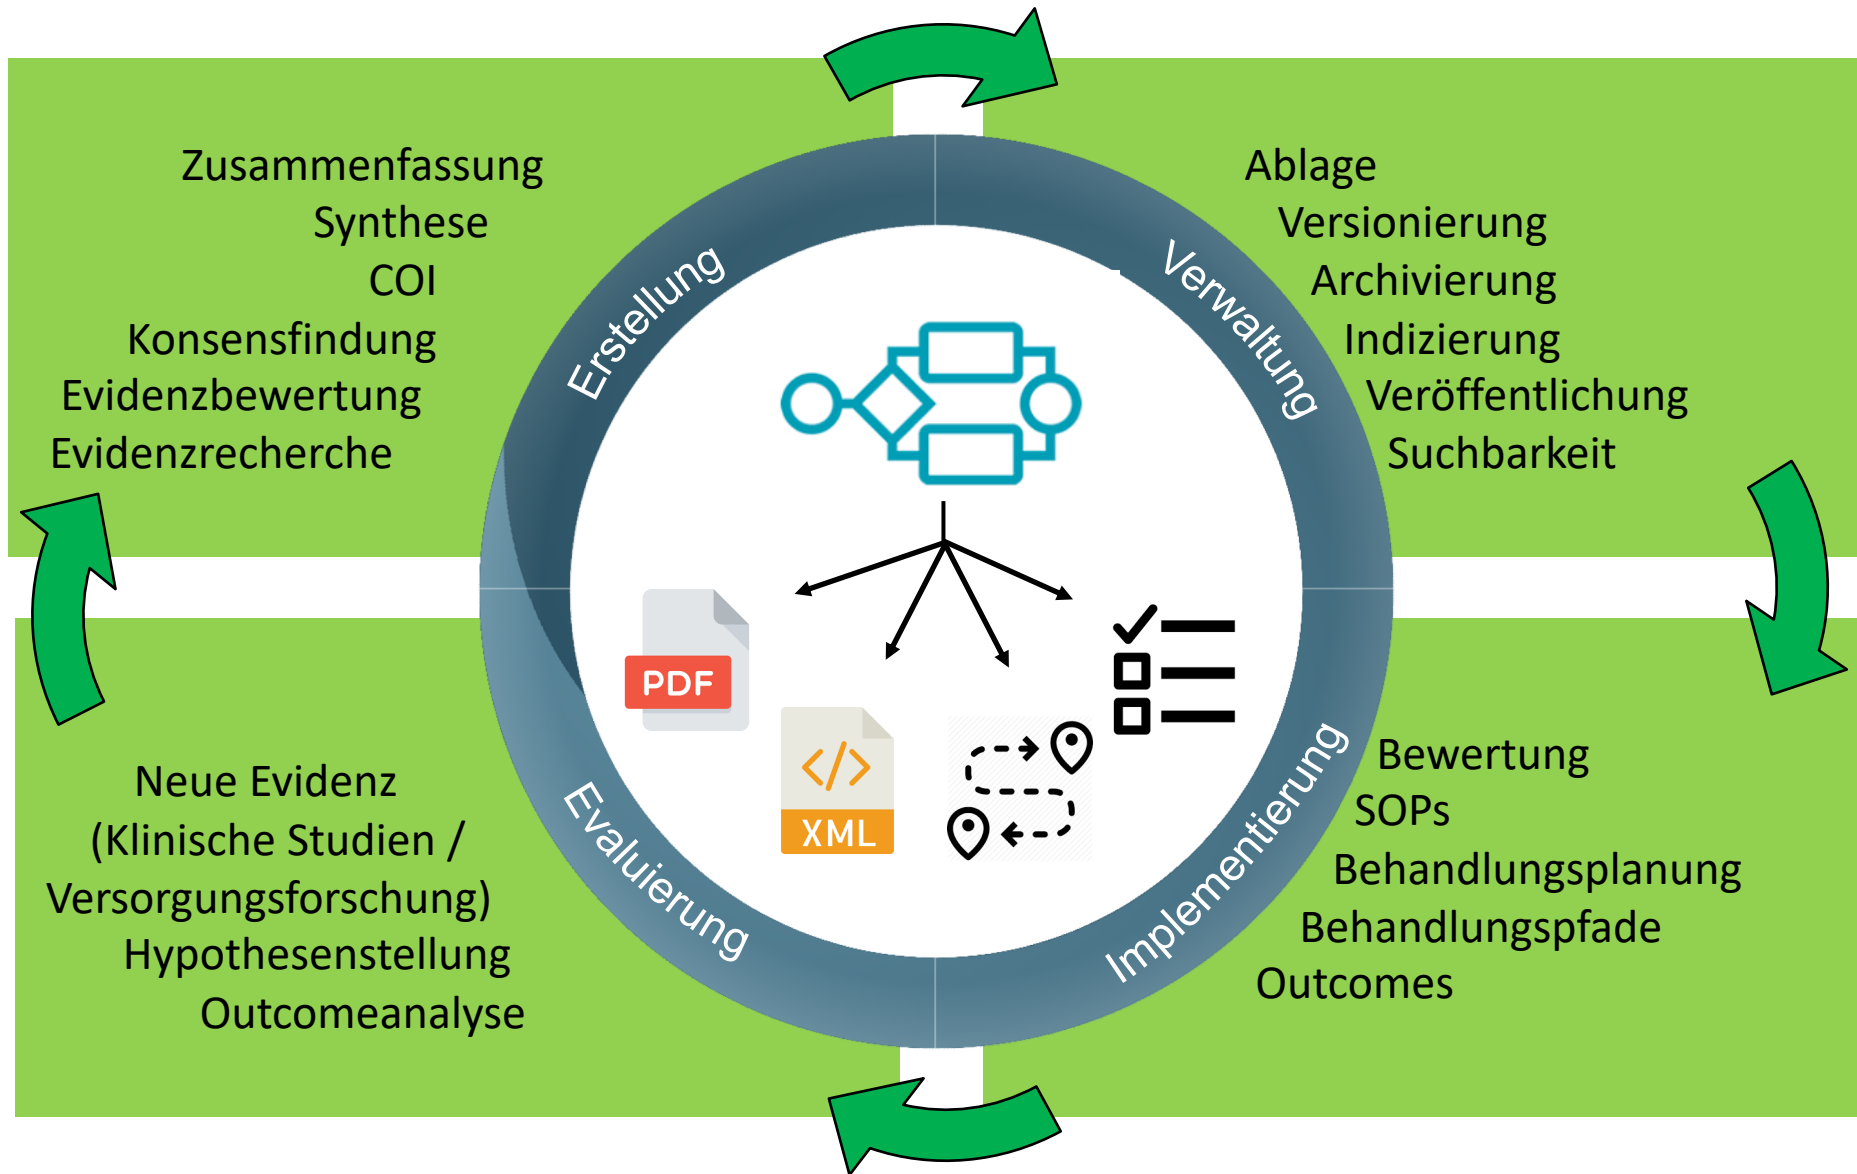 Zusammenfassung
Synthese
COI
Konsensfindung
Evidenzbewertung
Evidenzrecherche
Ablage
Versionierung
Archivierung
Indizierung
Veröffentlichung
Suchbarkeit
Erstellung
Verwaltung
PDF
XML
Evaluierung
Implementierung
Neue Evidenz
(Klinische Studien /
Versorgungsforschung)
Hypothesenstellung
Outcomeanalyse
Bewertung
SOPs
Behandlungsplanung
Behandlungspfade
Outcomes